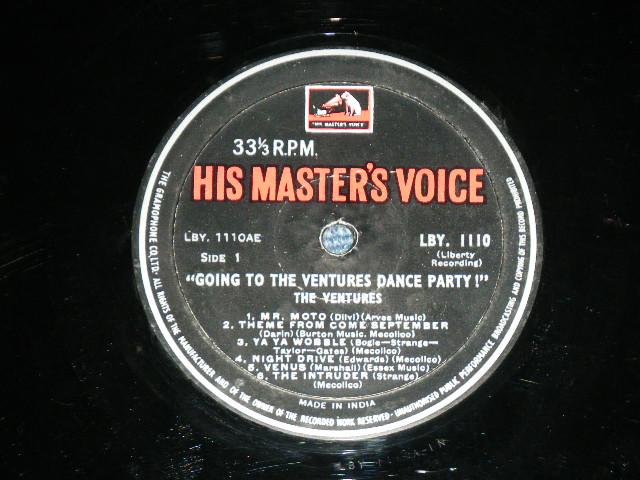 "HIS MASTER'S VOICE"
33⅓ R.P.M.
HIS MASTER'S VOICE
LBY. 1110AE
LBY. 1110
Side 1
(Liberty
Recording)
"GOING TO THE VENTURES DANCE PARTY!"
THE VENTURES
1. MR. MOTO (Dilvi) (Arvee Music)
2. THEME FROM COME SEPTEMBER
(Darin) (Burton Music. Mecolico)
3. YA YA WOBBLE (Bogle—Strange—
Taylor—Gates) (Mecolico)
4. NIGHT DRIVE (Edwards) (Mecolico)
5. VENUS (Marshall) (Essex Music)
6. THE INTRUDER (Strange)
(Mecolico)
MADE IN INDIA
THE GRAMOPHONE CO. LTD.- ALL RIGHTS OF THE MANUFACTURER AND OF THE OWNER OF THE RECORDED WORK RESERVED - UNAUTHORISED PUBLIC PERFORMANCE BROADCASTING AND COPYING OF THIS RECORD PROHIBITED